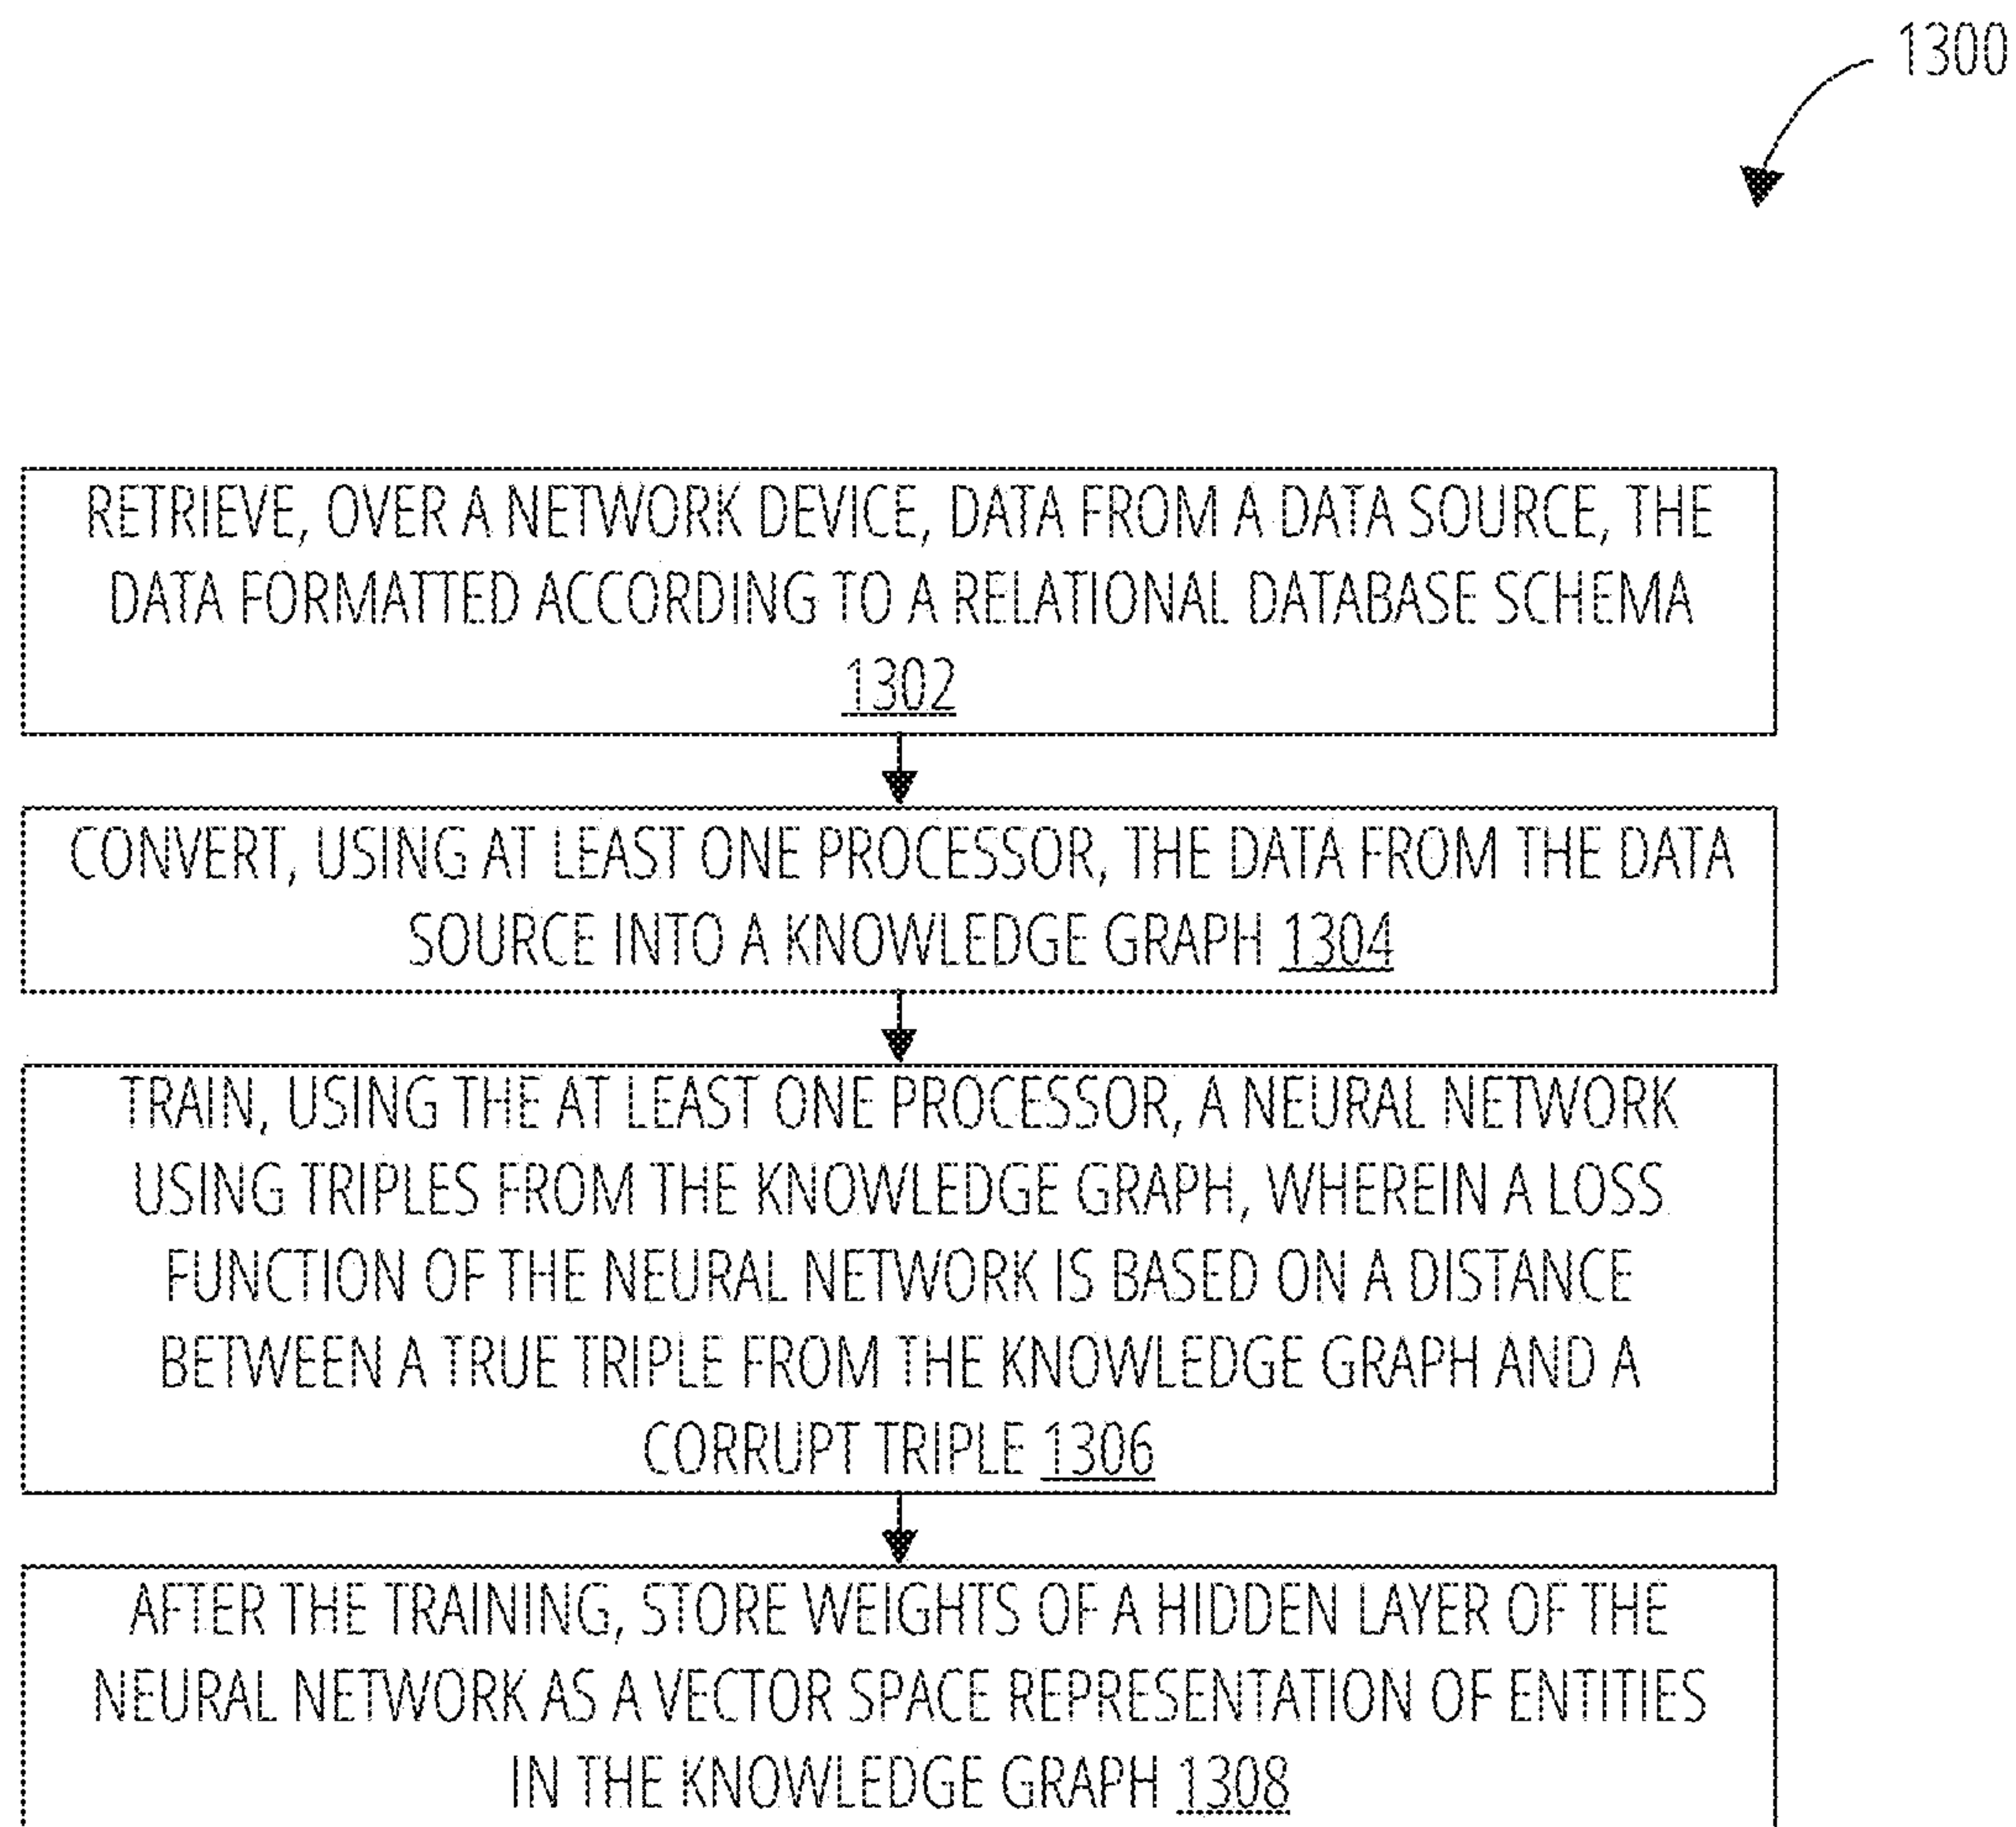 1300
RETRIEVE, OVER A NETWORK DEVICE, DATA FROM A DATA SOURCE, THE
DATA FORMATTED ACCORDING TO A RELATIONAL DATABASE SCHEMA
1302
CONVERT, USING AT LEAST ONE PROCESSOR, THE DATA FROM THE DATA
SOURCE INTO A KNOWLEDGE GRAPH 1304
TRAIN, USING THE AT LEAST ONE PROCESSOR, A NEURAL NETWORK
USING TRIPLES FROM THE KNOWLEDGE GRAPH, WHEREIN A LOSS
FUNCTION OF THE NEURAL NETWORK IS BASED ON A DISTANCE
BETWEEN A TRUE TRIPLE FROM THE KNOWLEDGE GRAPH AND A
CORRUPT TRIPLE 1306
AFTER THE TRAINING, STORE WEIGHTS OF A HIDDEN LAYER OF THE
NEURAL NETWORK AS A VECTOR SPACE REPRESENTATION OF ENTITIES
IN THE KNOWLEDGE GRAPH 1308